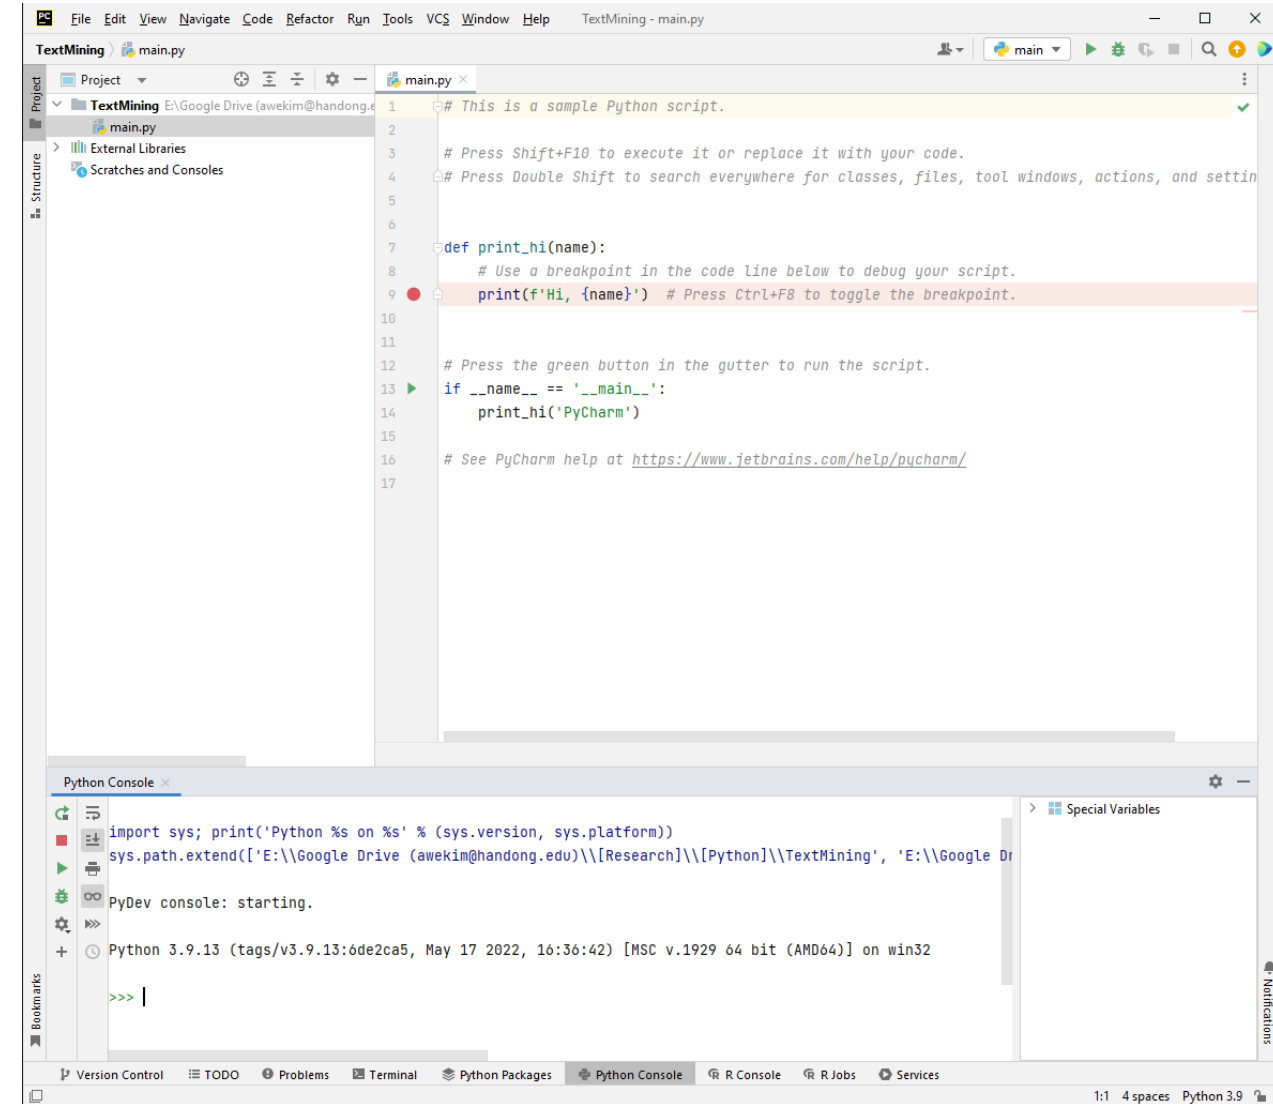 PC File Edit View Navigate Code Refactor Run Tools VCS Window Help TextMining - main.py
TextMining main.py main
Project
Project main.py
TextMining E:\Google Drive (awekim@handong.e
main.py
External Libraries
Scratches and Consoles
Structure
1 # This is a sample Python script.
2
3 # Press Shift+F10 to execute it or replace it with your code.
4 # Press Double Shift to search everywhere for classes, files, tool windows, actions, and settin
5
6
7 def print_hi(name):
8 # Use a breakpoint in the code line below to debug your script.
9 print(f'Hi, {name}') # Press Ctrl+F8 to toggle the breakpoint.
10
11
12 # Press the green button in the gutter to run the script.
13 if __name__ == '__main__':
14 print_hi('PyCharm')
15
16 # See PyCharm help at https://www.jetbrains.com/help/pycharm/
17
Python Console
import sys; print('Python %s on %s' % (sys.version, sys.platform))
sys.path.extend(['E:\\Google Drive (awekim@handong.edu)\\[Research]\\[Python]\\TextMining', 'E:\\Google Dr
PyDev console: starting.
Python 3.9.13 (tags/v3.9.13:6de2ca5, May 17 2022, 16:36:42) [MSC v.1929 64 bit (AMD64)] on win32
>>>
Special Variables
Bookmarks
Notifications
Version Control TODO Problems Terminal Python Packages Python Console R Console R Jobs Services
1:1 4 spaces Python 3.9